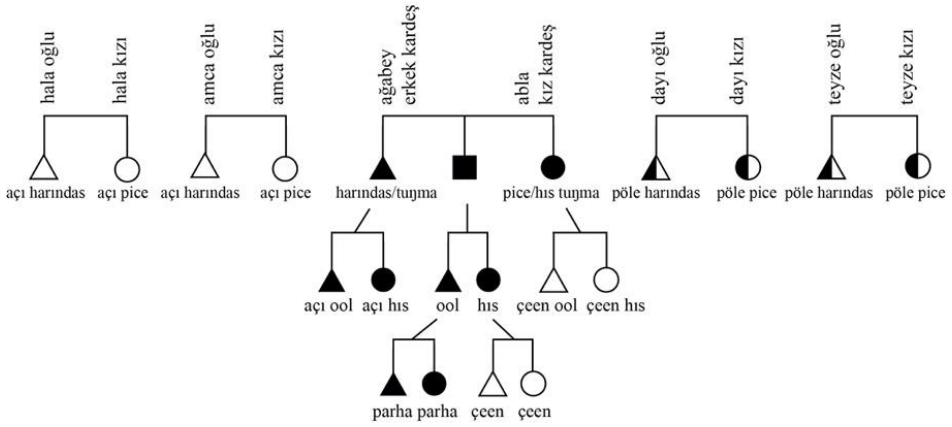 hala oğlu
hala kızı
amca oğlu
amca kızı
ağabey
erkek kardeş
abla
kız kardeş
dayı oğlu
dayı kızı
teyze oğlu
teyze kızı
açı harındas
açı pice
açı harındas
açı pice
harındas/tuŋma
pice/hıs tuŋma
pöle harındas
pöle pice
pöle harındas
pöle pice
açı ool
açı hıs
ool
hıs
çeen ool
çeen hıs
parha
parha
çeen
çeen